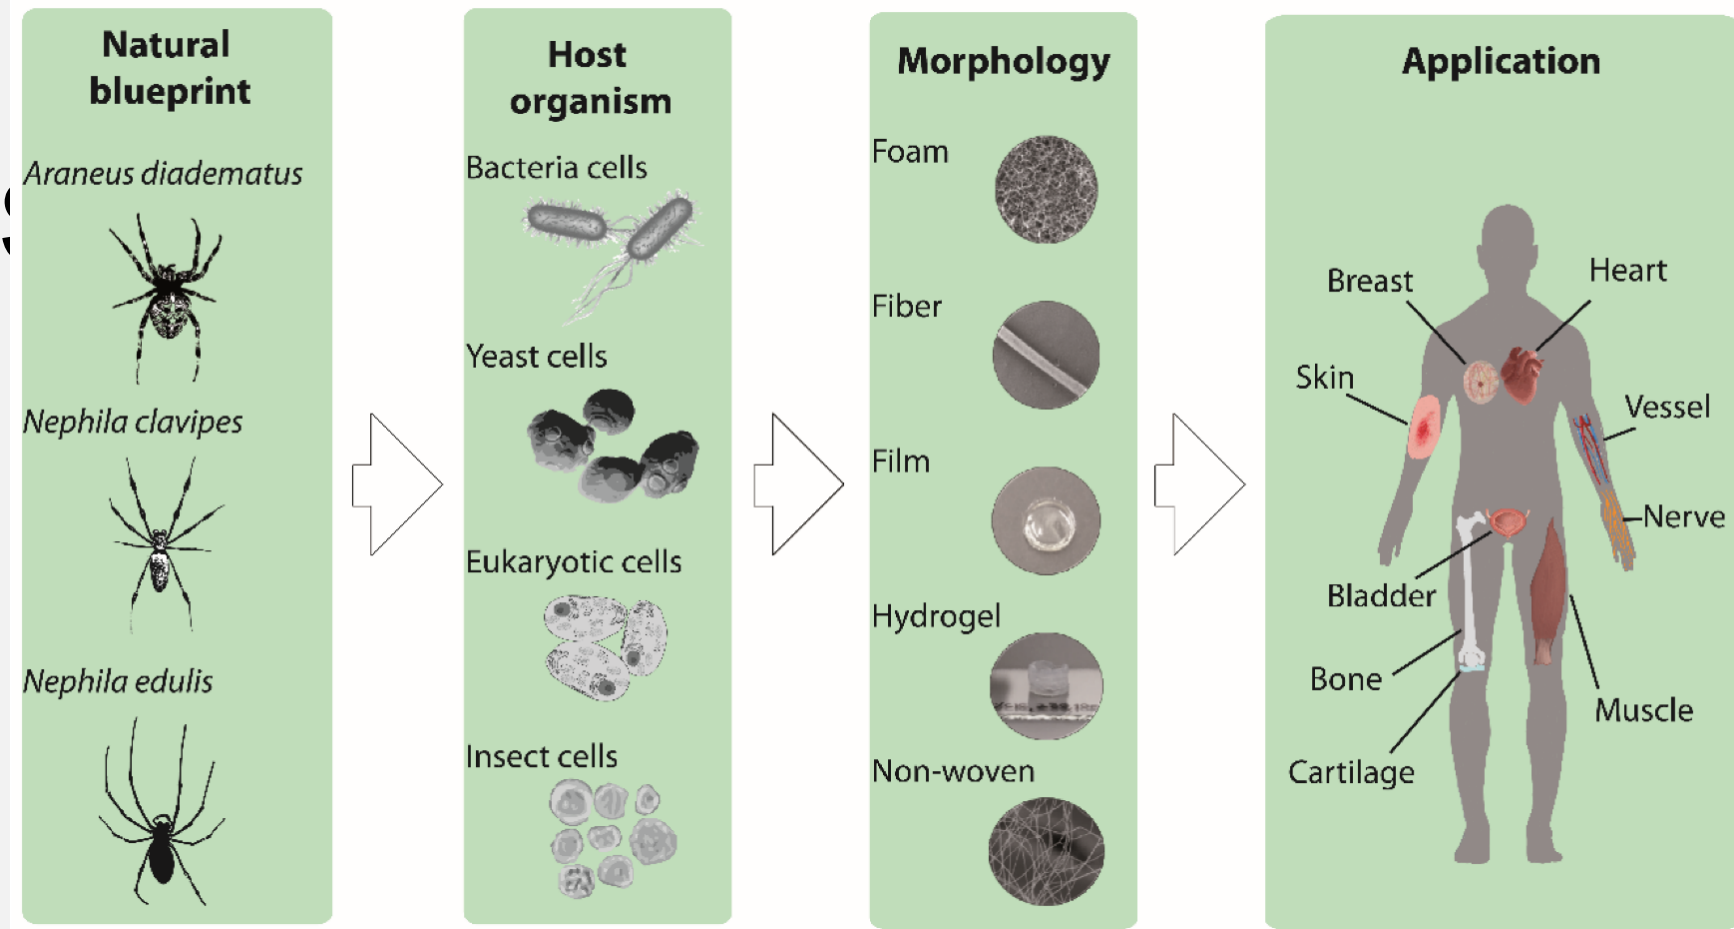 Natural
blueprint
Araneus diadematus
Nephila clavipes
Nephila edulis
Host
organism
Bacteria cells
Yeast cells
Eukaryotic cells
Insect cells
Morphology
Foam
Fiber
Film
Hydrogel
Non-woven
Application
Breast
Heart
Skin
Vessel
Nerve
Bladder
Bone
Muscle
Cartilage